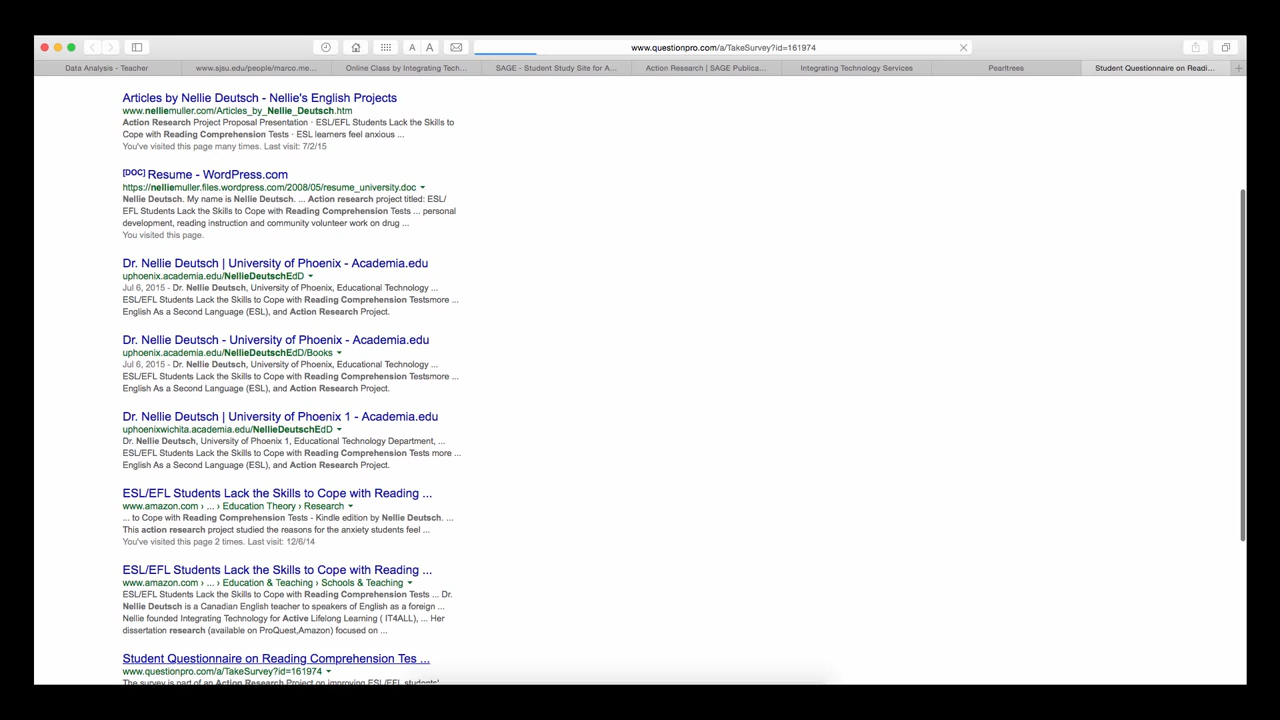 www.questionpro.com/a/TakeSurvey?id=161974
A A
Data Analysis - Teacher
www.sjsu.edu/people/marco.me...
Online Class by Integrating Tech...
SAGE - Student Study Site for A...
Action Research | SAGE Publica...
Integrating Technology Services
Pearltrees
Student Questionnaire on Readi...
Articles by Nellie Deutsch - Nellie's English Projects
www.nelliemuller.com/Articles_by_Nellie_Deutsch.htm
Action Research Project Proposal Presentation · ESL/EFL Students Lack the Skills to
Cope with Reading Comprehension Tests · ESL learners feel anxious ...
You've visited this page many times. Last visit: 7/2/15
[DOC] Resume - WordPress.com
https://nelliemuller.files.wordpress.com/2008/05/resume_university.doc
Nellie Deutsch. My name is Nellie Deutsch. ... Action research project titled: ESL/
EFL Students Lack the Skills to Cope with Reading Comprehension Tests ... personal
development, reading instruction and community volunteer work on drug ...
You visited this page.
Dr. Nellie Deutsch | University of Phoenix - Academia.edu
uphoenix.academia.edu/NellieDeutschEdD
Jul 6, 2015 - Dr. Nellie Deutsch, University of Phoenix, Educational Technology ...
ESL/EFL Students Lack the Skills to Cope with Reading Comprehension Testsmore ...
English As a Second Language (ESL), and Action Research Project.
Dr. Nellie Deutsch - University of Phoenix - Academia.edu
uphoenix.academia.edu/NellieDeutschEdD/Books
Jul 6, 2015 - Dr. Nellie Deutsch, University of Phoenix, Educational Technology ...
ESL/EFL Students Lack the Skills to Cope with Reading Comprehension Testsmore ...
English As a Second Language (ESL), and Action Research Project.
Dr. Nellie Deutsch | University of Phoenix 1 - Academia.edu
uphoenixwichita.academia.edu/NellieDeutschEdD
Dr. Nellie Deutsch, University of Phoenix 1, Educational Technology Department, ...
ESL/EFL Students Lack the Skills to Cope with Reading Comprehension Tests more ...
English As a Second Language (ESL), and Action Research Project.
ESL/EFL Students Lack the Skills to Cope with Reading ...
www.amazon.com › ... › Education Theory › Research
... to Cope with Reading Comprehension Tests - Kindle edition by Nellie Deutsch. ...
This action research project studied the reasons for the anxiety students feel ...
You've visited this page 2 times. Last visit: 12/6/14
ESL/EFL Students Lack the Skills to Cope with Reading ...
www.amazon.com › ... › Education & Teaching › Schools & Teaching
ESL/EFL Students Lack the Skills to Cope with Reading Comprehension Tests ... Dr.
Nellie Deutsch is a Canadian English teacher to speakers of English as a foreign ...
Nellie founded Integrating Technology for Active Lifelong Learning ( IT4ALL), ... Her
dissertation research (available on ProQuest,Amazon) focused on ...
Student Questionnaire on Reading Comprehension Tes ...
www.questionpro.com/a/TakeSurvey?id=161974
The survey is part of an Action Research Project on improving ESL/EFL students'